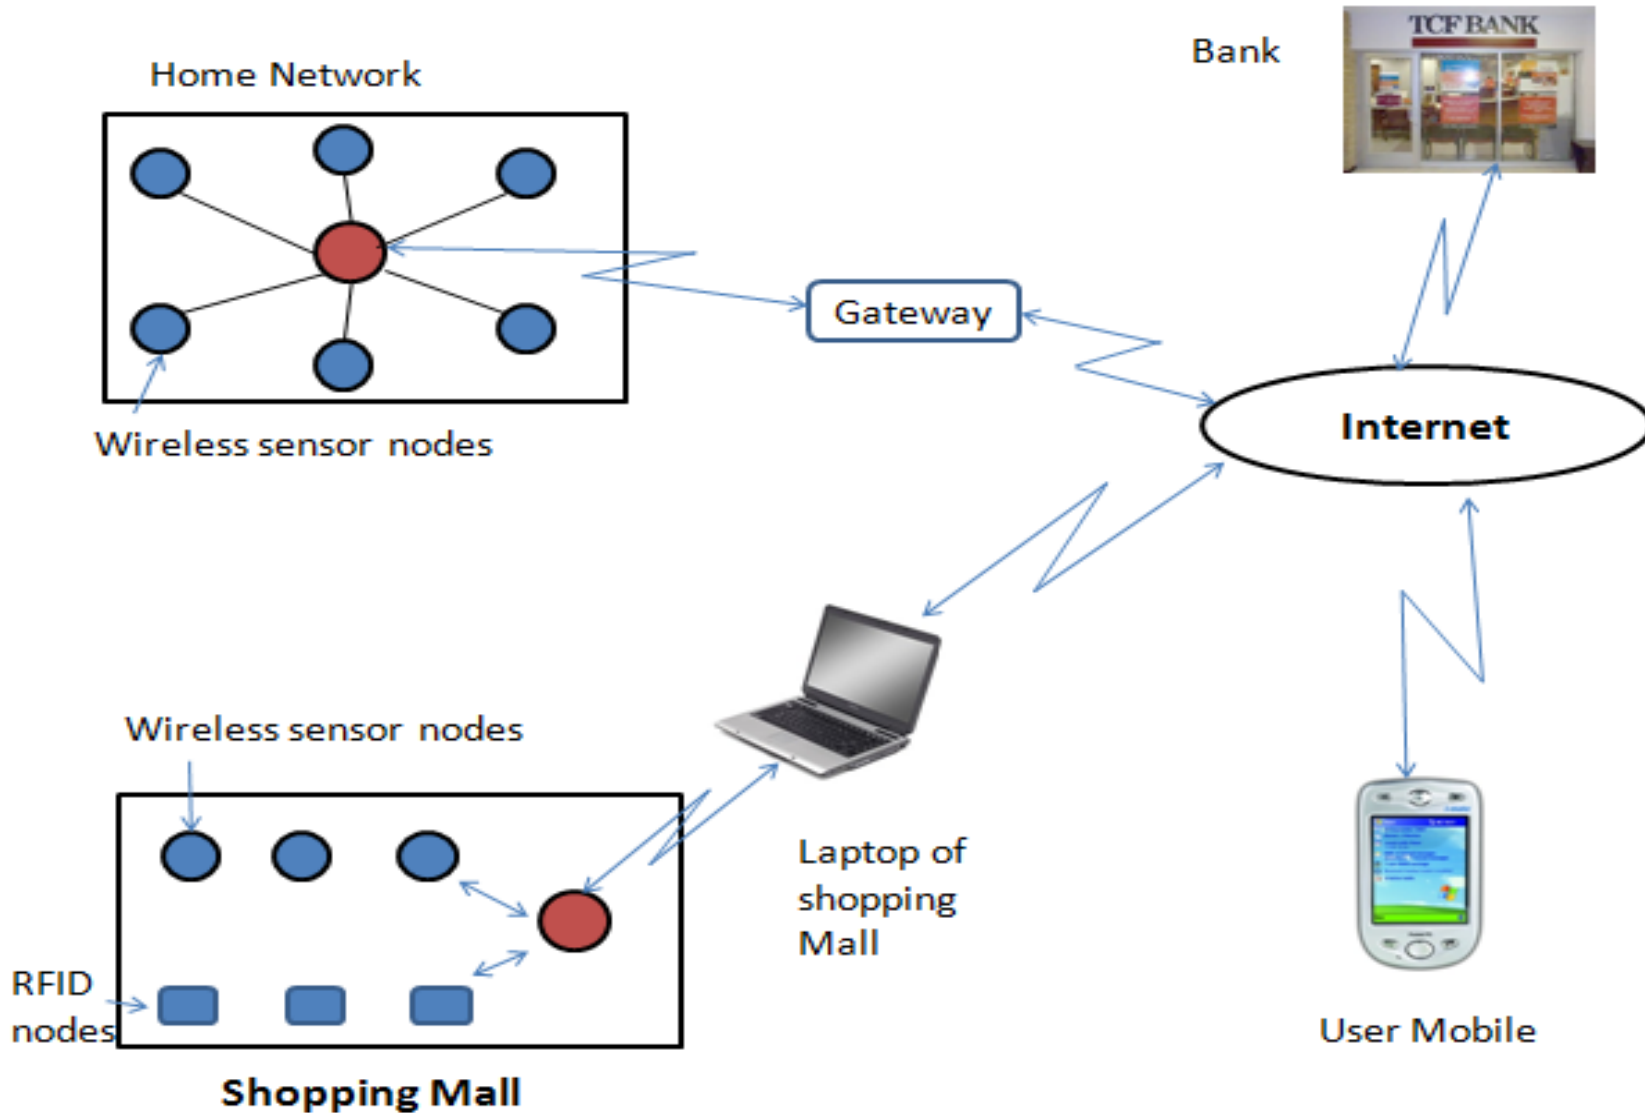 Home Network
Bank
TCF BANK
Gateway
Internet
Wireless sensor nodes
Wireless sensor nodes
Laptop of
shopping
Mall
RFID
nodes
User Mobile
Shopping Mall